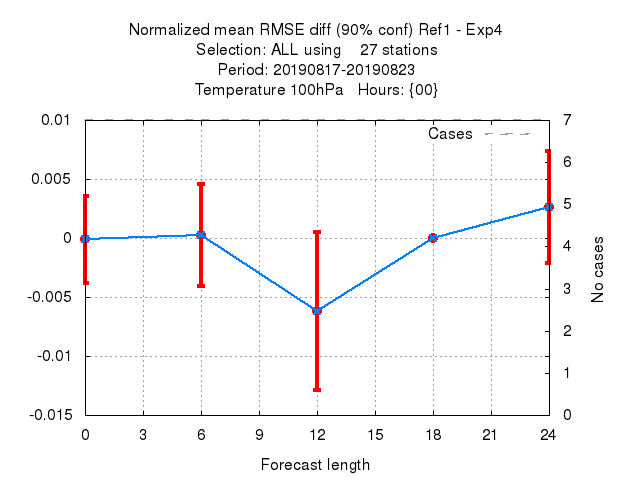 Normalized mean RMSE diff (90% conf) Ref1 - Exp4
Selection: ALL using    27 stations
Period: 20190817-20190823
Temperature 100hPa   Hours: {00}
0.01
0.005
0
-0.005
-0.01
-0.015
Cases
7
6
5
4
3
2
1
0
No cases
0 3 6 9 12 15 18 21 24
Forecast length